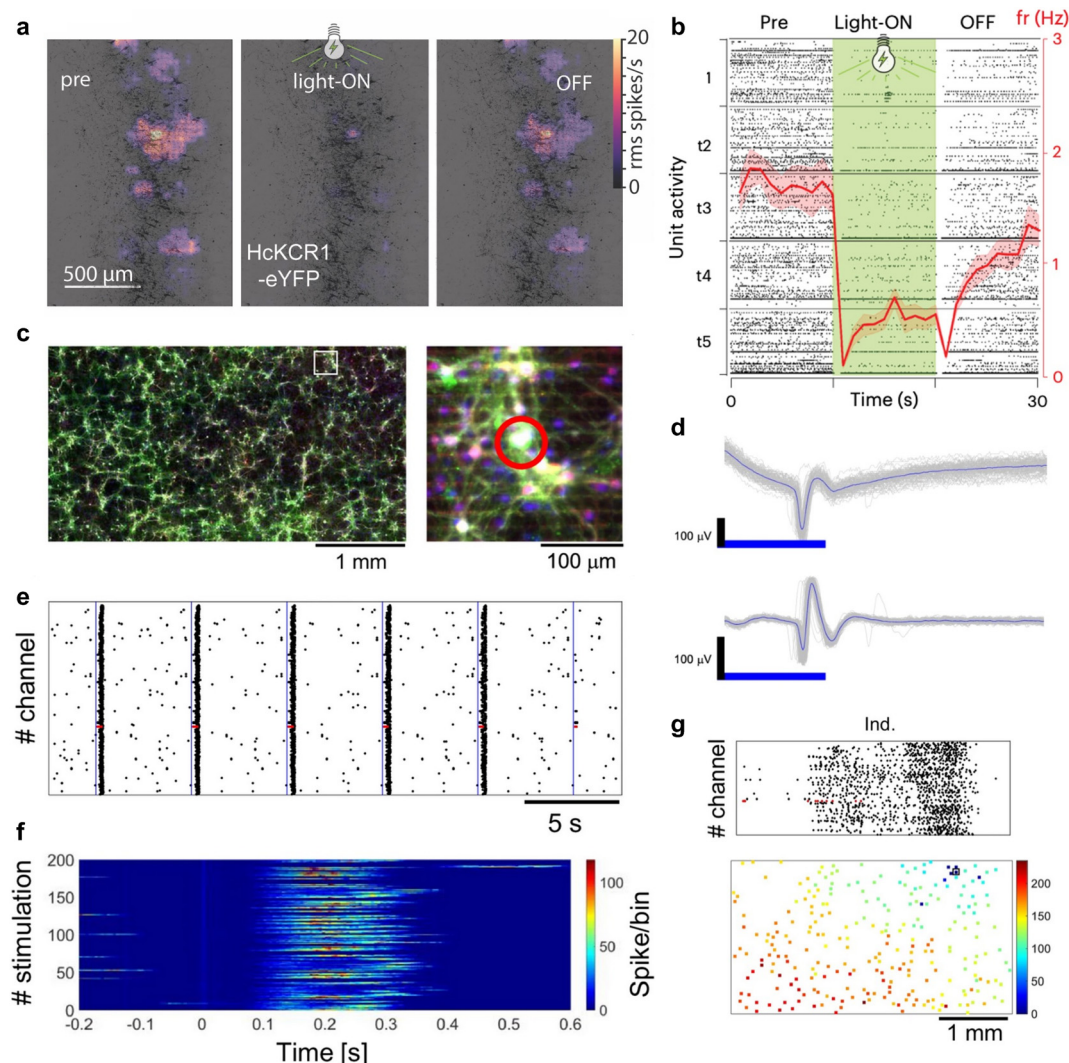 a
pre
light-ON
OFF
500 µm
HcKCR1
-eYFP
20
0
rms spikes/s
b
Pre
Light-ON
OFF
fr (Hz)
3
2
1
0
Unit activity
1
t2
t3
t4
t5
0
Time (s)
30
c
1 mm
100 µm
d
100 µV
100 µV
e
# channel
5 s
f
# stimulation
200
150
100
50
0
-0.2
-0.1
0
0.1
0.2
0.3
0.4
0.5
0.6
Time [s]
100
50
0
Spike/bin
g
Ind.
# channel
200
150
100
50
0
1 mm